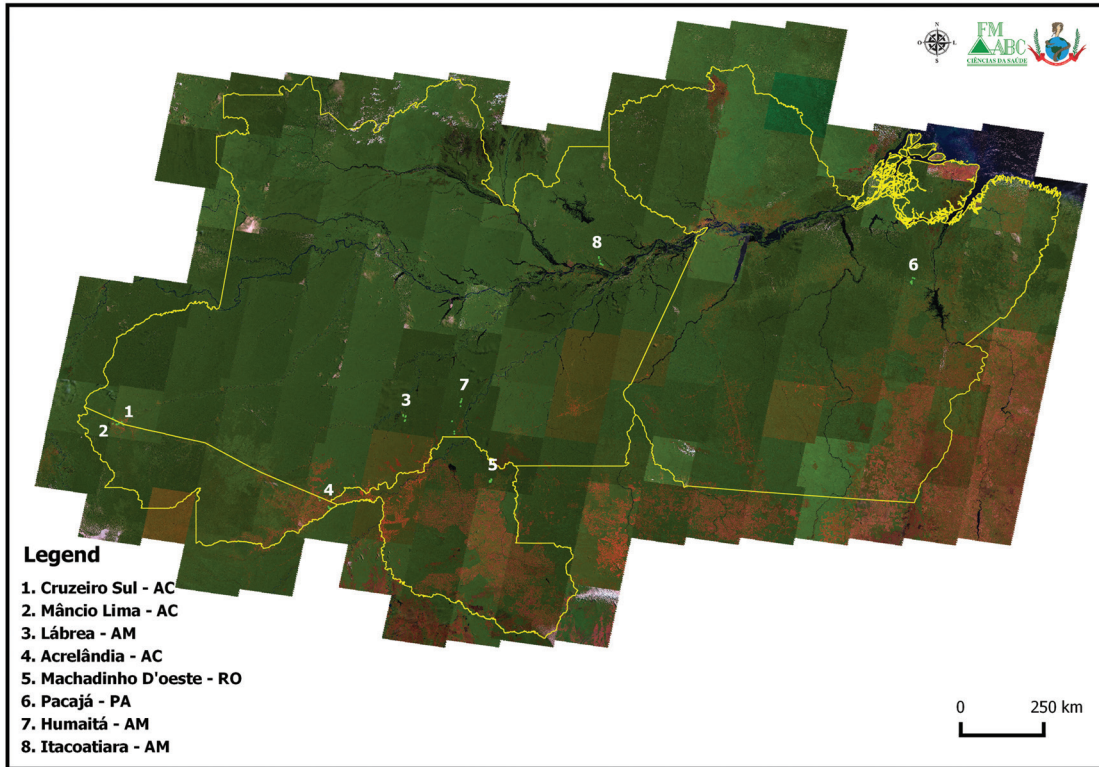 N
O
L
S
FM
ABC
CIÊNCIAS DA SAÚDE
8
6
7
3
1
2
5
4
Legend
1. Cruzeiro Sul - AC
2. Mâncio Lima - AC
3. Lábrea - AM
4. Acrelândia - AC
5. Machadinho D'oeste - RO
6. Pacajá - PA
7. Humaitá - AM
8. Itacoatiara - AM
0 250 km